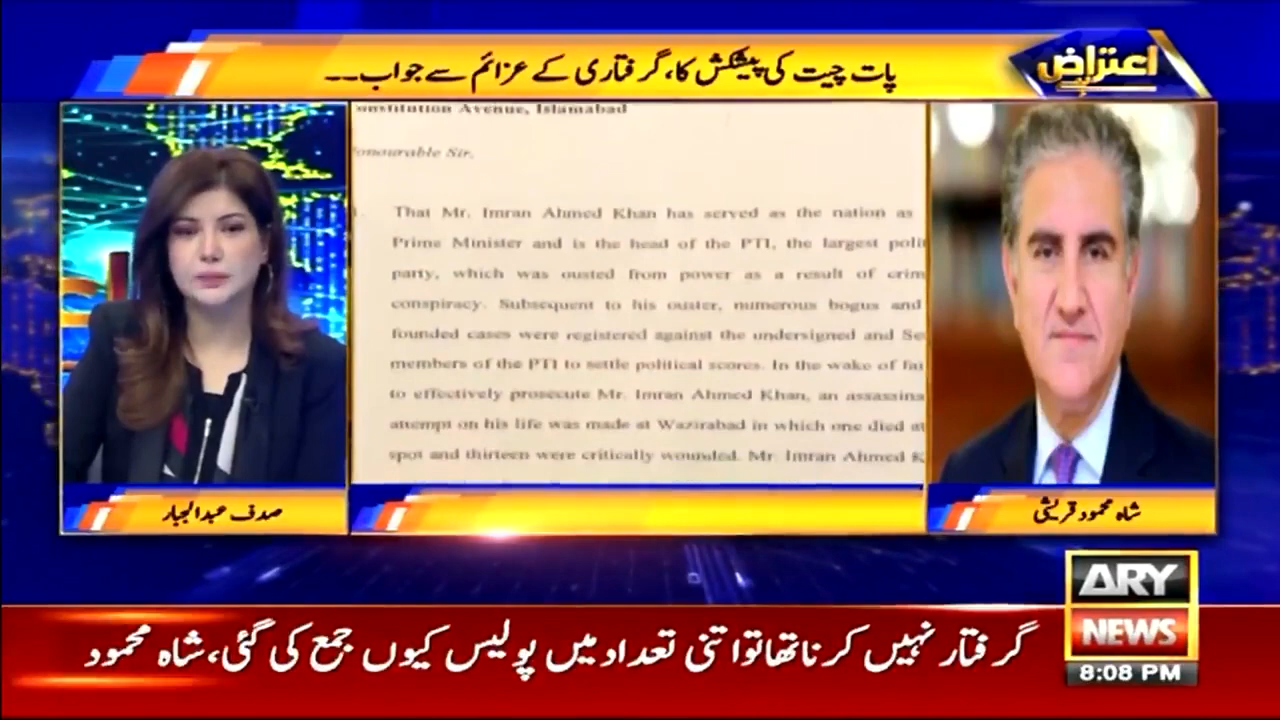 اعتراض ہے
بات چیت کی پیشکش کا، گرفتاری کے عزائم سے جواب۔۔
onstitution Avenue, Islamabad
onourable Sir,
That Mr. Imran Ahmed Khan has served as the nation as
Prime Minister and is the head of the PTI, the largest polit
party, which was ousted from power as a result of crim
conspiracy. Subsequent to his ouster, numerous bogus and
founded cases were registered against the undersigned and Se
members of the PTI to settle political scores. In the wake of fai
to effectively prosecute Mr. Imran Ahmed Khan, an assassina
attempt on his life was made at Wazirabad in which one died at
spot and thirteen were critically wounded. Mr. Imran Ahmed K
صدف عبدالجبار
شاہ محمود قریشی
ARY
NEWS
8:08 PM
گرفتار نہیں کرنا تھا تو اتنی تعداد میں پولیس کیوں جمع کی گئی، شاہ محمود